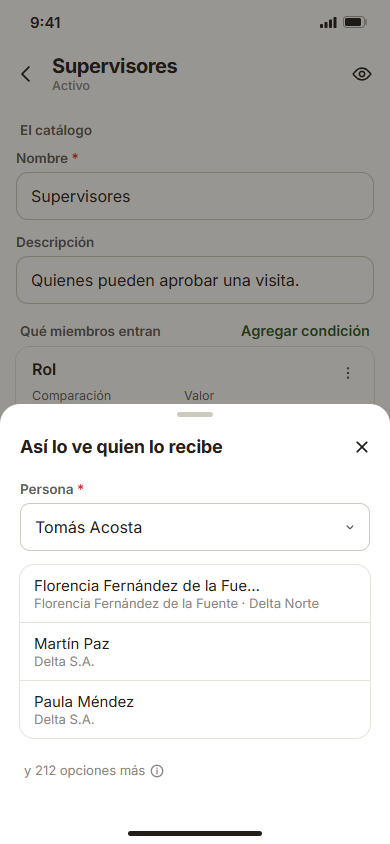 9:41
Supervisores
Activo
El catálogo
Nombre *
Supervisores
Descripción
Quienes pueden aprobar una visita.
Qué miembros entran
Agregar condición
Rol
Comparación
Valor
Así lo ve quien lo recibe
Persona *
Tomás Acosta
Florencia Fernández de la Fue...
Florencia Fernández de la Fuente · Delta Norte
Martín Paz
Delta S.A.
Paula Méndez
Delta S.A.
y 212 opciones más